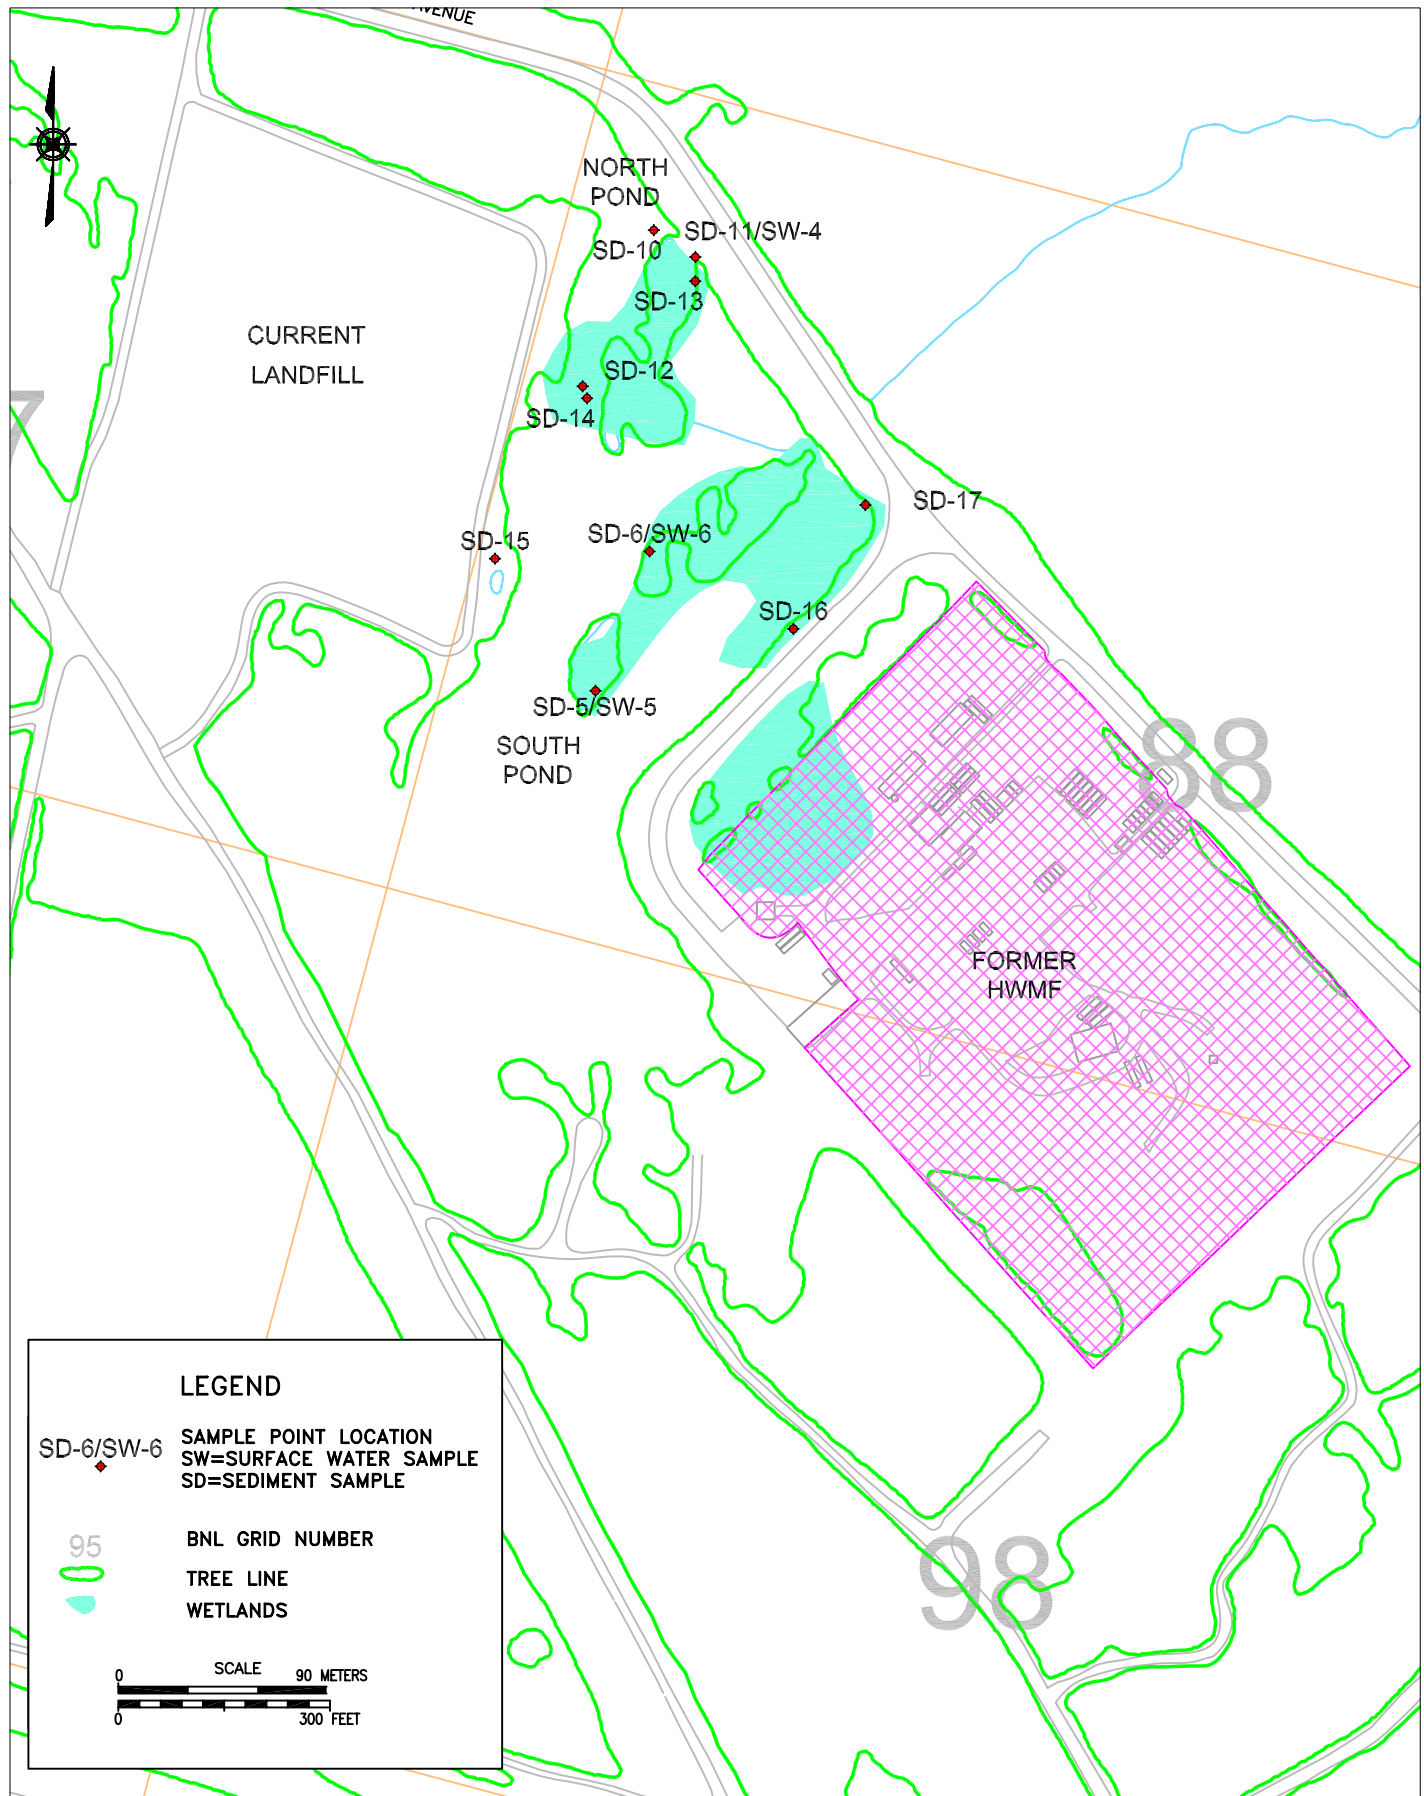 AVENUE
NORTH
POND
SD-11/SW-4
SD-10
SD-13
CURRENT
LANDFILL
SD-12
7
SD-14
SD-17
SD-6/SW-6
SD-15
SD-16
SD-5/SW-5
SOUTH
POND
88
FORMER
HWMF
LEGEND
SD-6/SW-6
SAMPLE POINT LOCATION
SW=SURFACE WATER SAMPLE
SD=SEDIMENT SAMPLE
95
BNL GRID NUMBER
TREE LINE
WETLANDS
98
SCALE
0 90 METERS
0 300 FEET